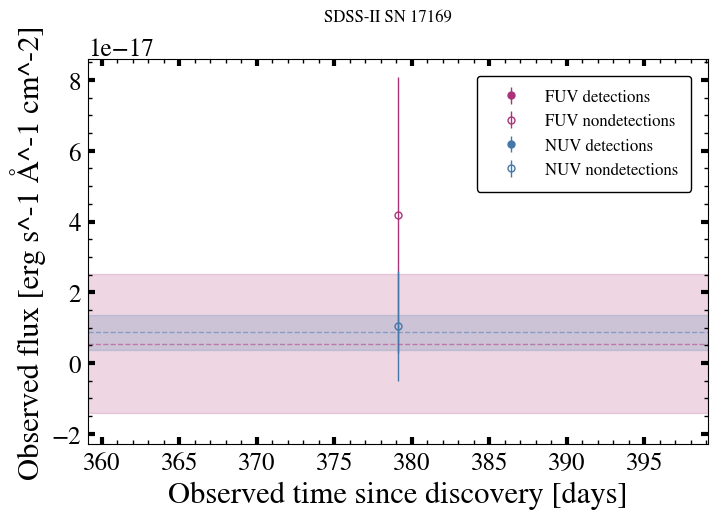 SDSS-II SN 17169
1e−17
Observed flux [erg s^-1 Å^-1 cm^-2]
8
6
4
2
0
−2
FUV detections
FUV nondetections
NUV detections
NUV nondetections
360 365 370 375 380 385 390 395
Observed time since discovery [days]